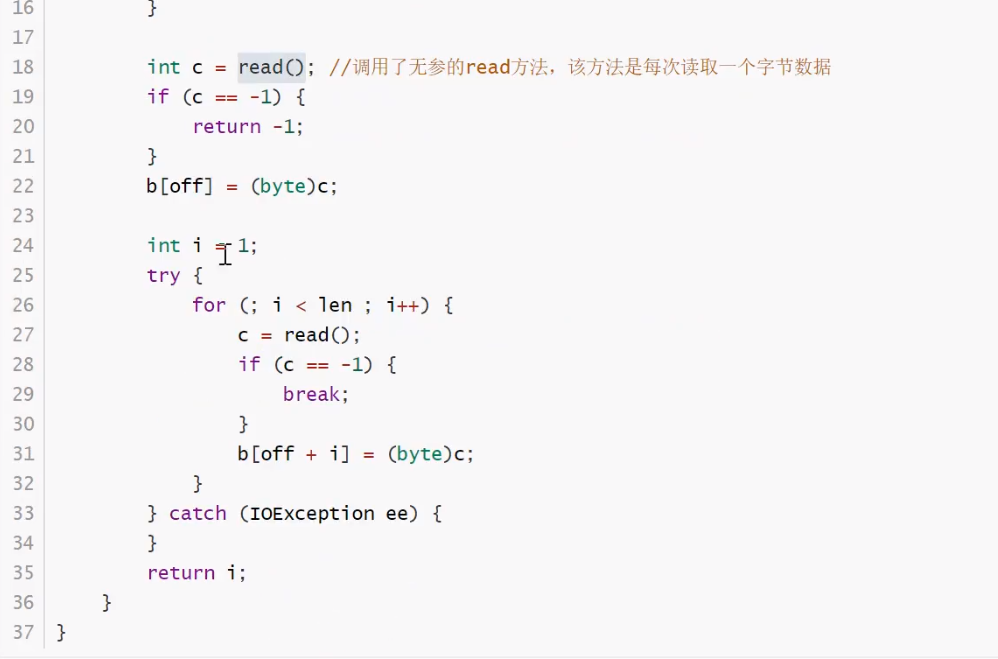 16         }
17
18         int c = read(); //调用了无参的read方法，该方法是每次读取一个字节数据
19         if (c == -1) {
20             return -1;
21         }
22         b[off] = (byte)c;
23
24         int i = 1;
25         try {
26             for (; i < len ; i++) {
27                 c = read();
28                 if (c == -1) {
29                     break;
30                 }
31                 b[off + i] = (byte)c;
32             }
33         } catch (IOException ee) {
34         }
35         return i;
36     }
37 }